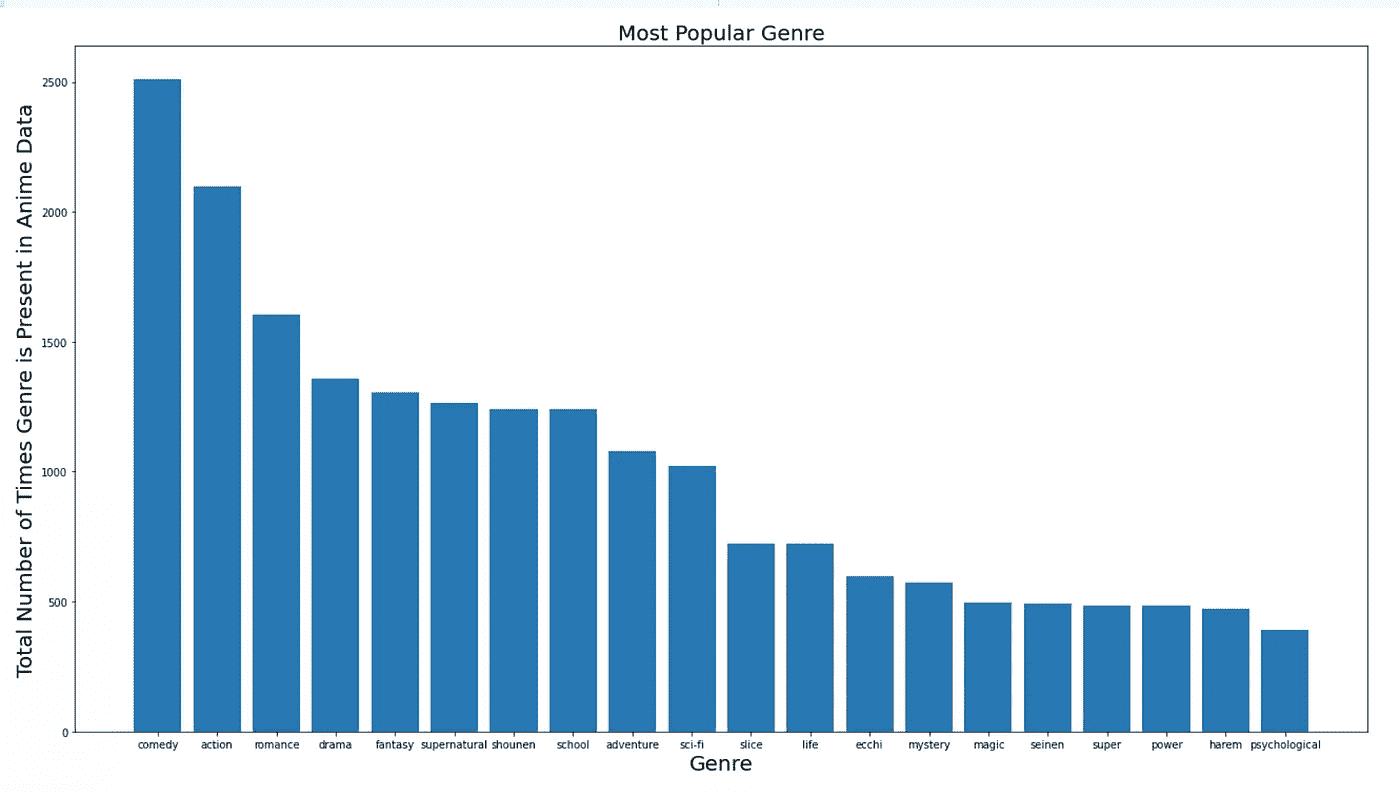 Most Popular Genre
Total Number of Times Genre is Present in Anime Data
2500
2000
1500
1000
500
0
comedy action romance drama fantasy supernatural shounen school adventure sci-fi slice life ecchi mystery magic seinen super power harem psychological
Genre